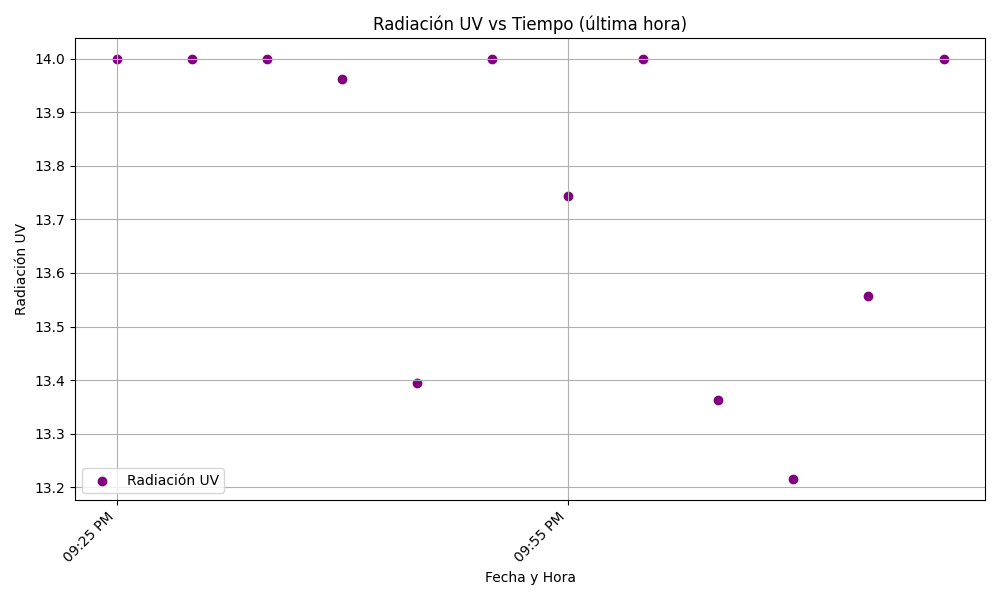 Radiación UV vs Tiempo (última hora)
14.0
13.9
13.8
13.7
13.6
13.5
13.4
13.3
13.2
Radiación UV
Radiación UV
09:25 PM
09:55 PM
Fecha y Hora